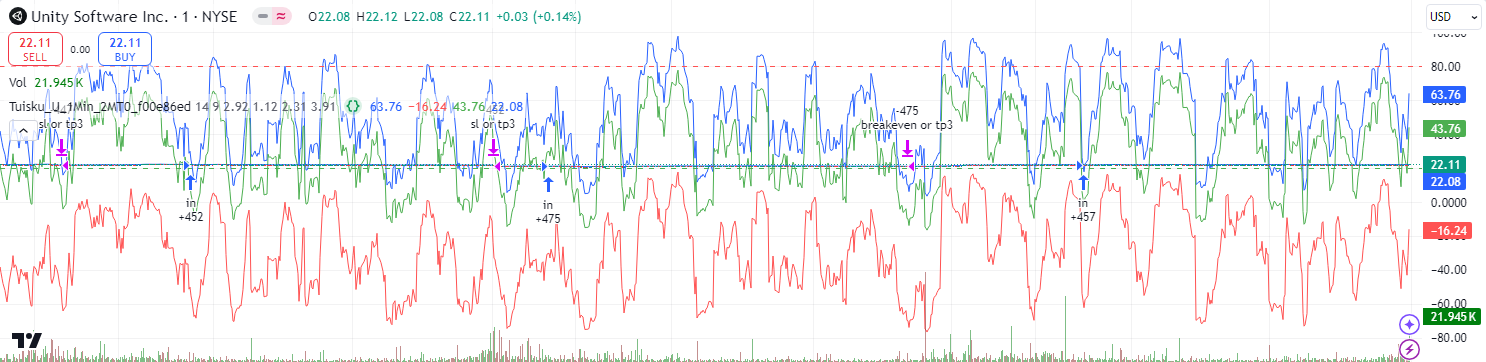 Unity Software Inc. · 1 · NYSE O22.08 H22.12 L22.08 C22.11 +0.03 (+0.14%)
USD
22.11
SELL
0.00
22.11
BUY
Vol 21.945 K
Tuisku_U_1Min_2MT0_f00e86ed 14 9 2.92 1.12 2.31 3.91 63.76 −16.24 43.76 22.08
sl or tp3
sl or tp3
-475
breakeven or tp3
in
+452
in
+475
in
+457
100.00
80.00
63.76
43.76
22.11
22.08
0.0000
−16.24
−40.00
−60.00
21.945 K
−80.00